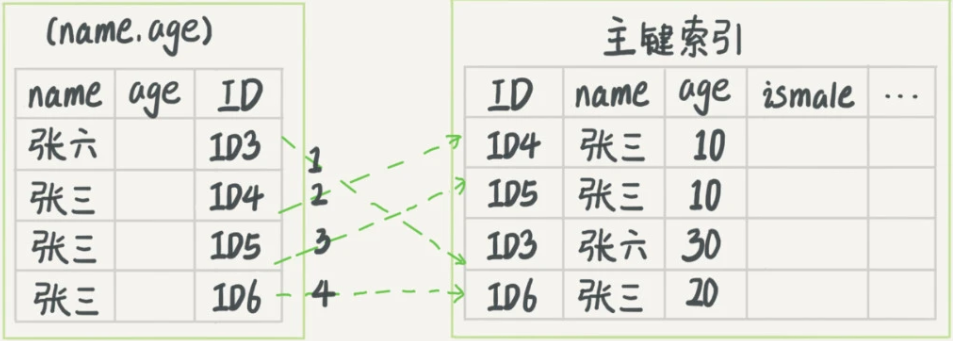 (name,age)
name age ID
张六 ID3
张三 ID4
张三 ID5
张三 ID6
1
2
3
4
主键索引
ID name age ismale ...
ID4 张三 10
ID5 张三 10
ID3 张六 30
ID6 张三 20